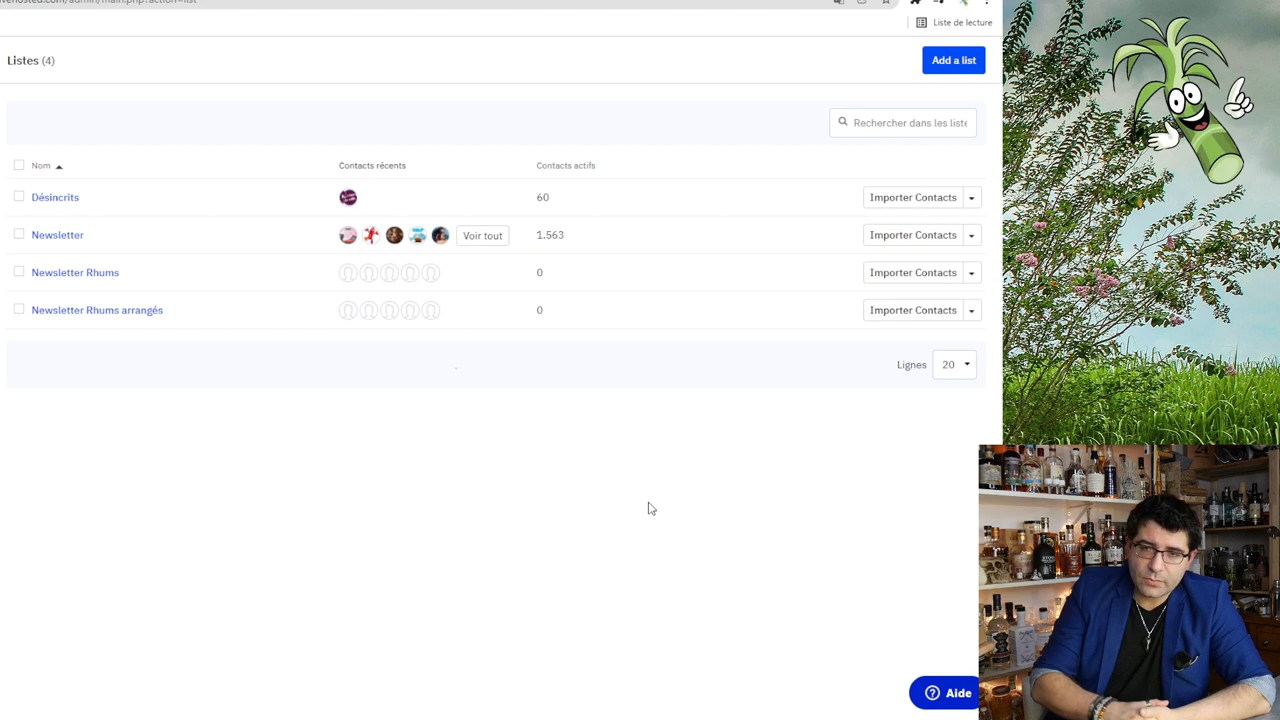 Liste de lecture
Listes (4)
Add a list
Rechercher dans les liste
Nom
Contacts récents
Contacts actifs
Désincrits
60
Importer Contacts
Newsletter
Voir tout
1.563
Importer Contacts
Newsletter Rhums
0
Importer Contacts
Newsletter Rhums arrangés
0
Importer Contacts
Lignes
20
Aide